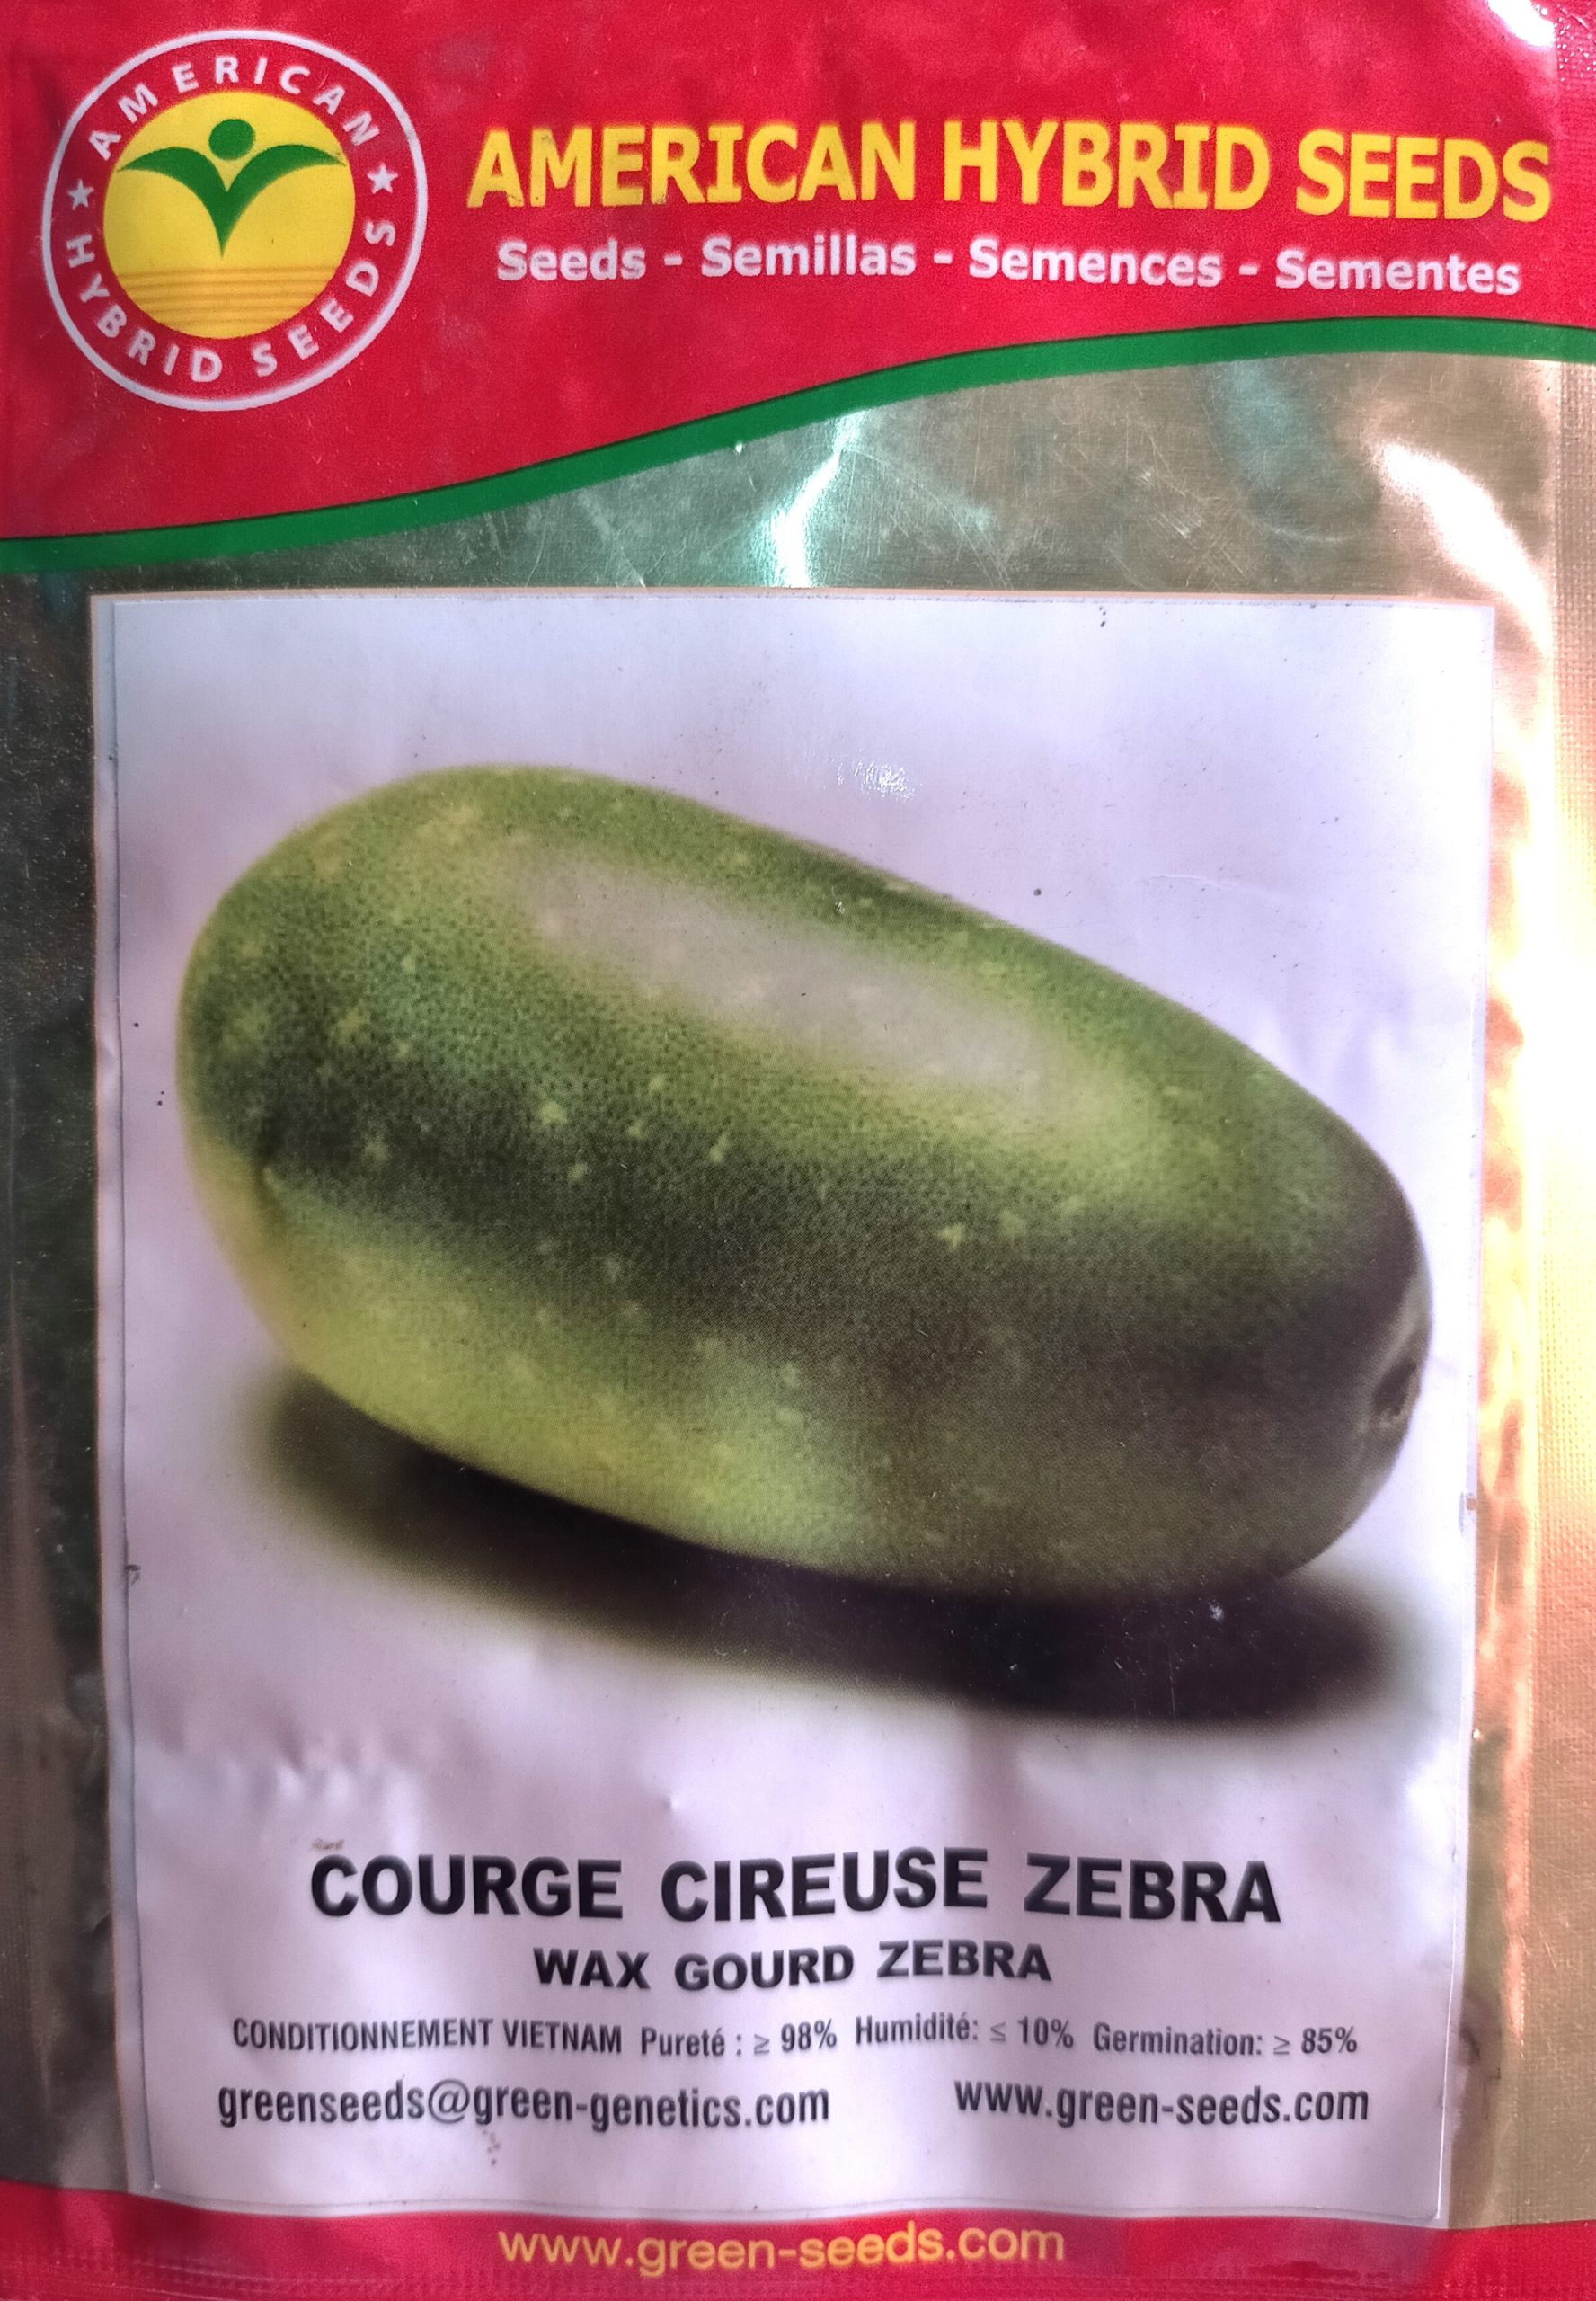 AMERICAN
HYBRID SEEDS
AMERICAN HYBRID SEEDS
Seeds - Semillas - Semences - Sementes
COURGE CIREUSE ZEBRA
WAX GOURD ZEBRA
CONDITIONNEMENT VIETNAM Pureté : ≥ 98% Humidité: ≤ 10% Germination: ≥ 85%
greenseeds@green-genetics.com www.green-seeds.com
www.green-seeds.com